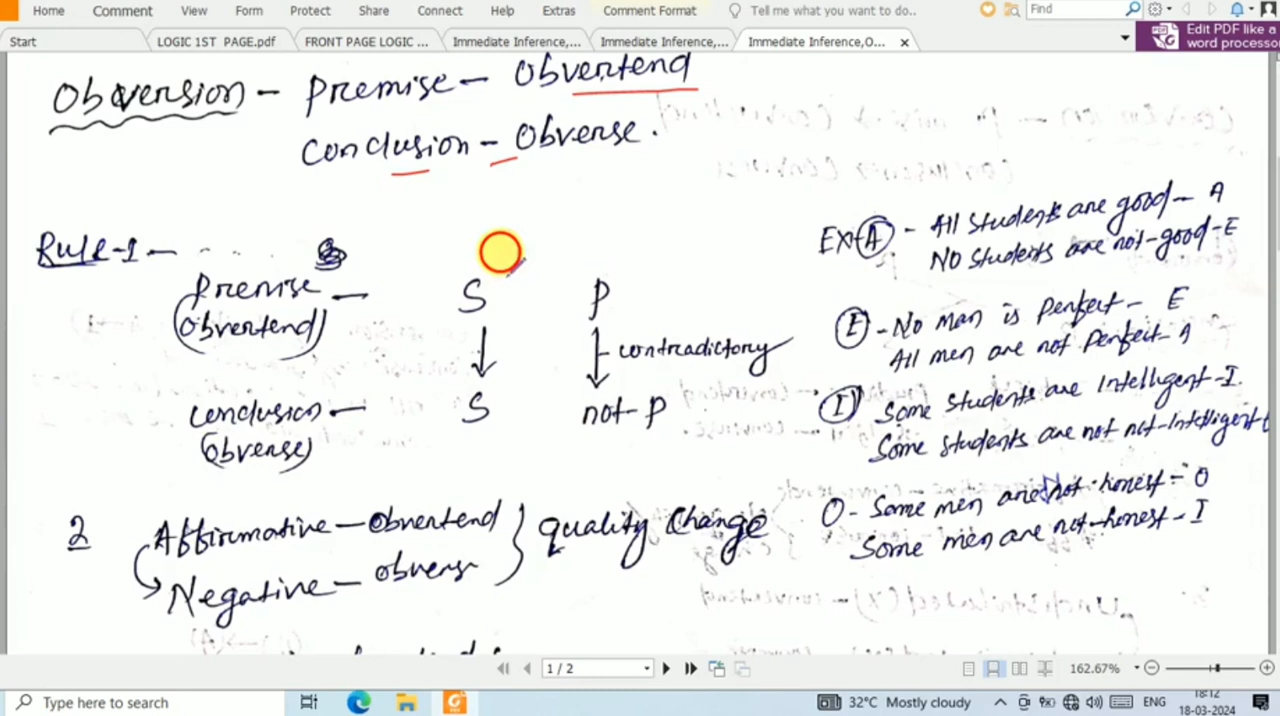 Home Comment View Form Protect Share Connect Help Extras Comment Format Tell me what you want to do.. Find
Start LOGIC 1ST PAGE.pdf FRONT PAGE LOGIC ... Immediate Inference,... Immediate Inference,... Immediate Inference,O... Edit PDF like a
word processo
Obversion - Premise - Obvertend
Conclusion - Obverse.
Rule-1 -
Premise - S P
(Obvertend)
contradictory
Conclusion - S not-P
(obverse)
2 Affirmative - Obvertend } quality Change
Negative - obverse
Ex-(A) - All Students are good - A
NO Students are not-good - E
(E) - No man is perfect - E
All men are not perfect - A
(I) Some Students are Intelligent - I.
Some Students are not not-Intelligent
O - Some men are not honest = O
Some men are not-honest - I
1 / 2 162.67%
Type here to search 32°C Mostly cloudy ENG 18:12
18-03-2024